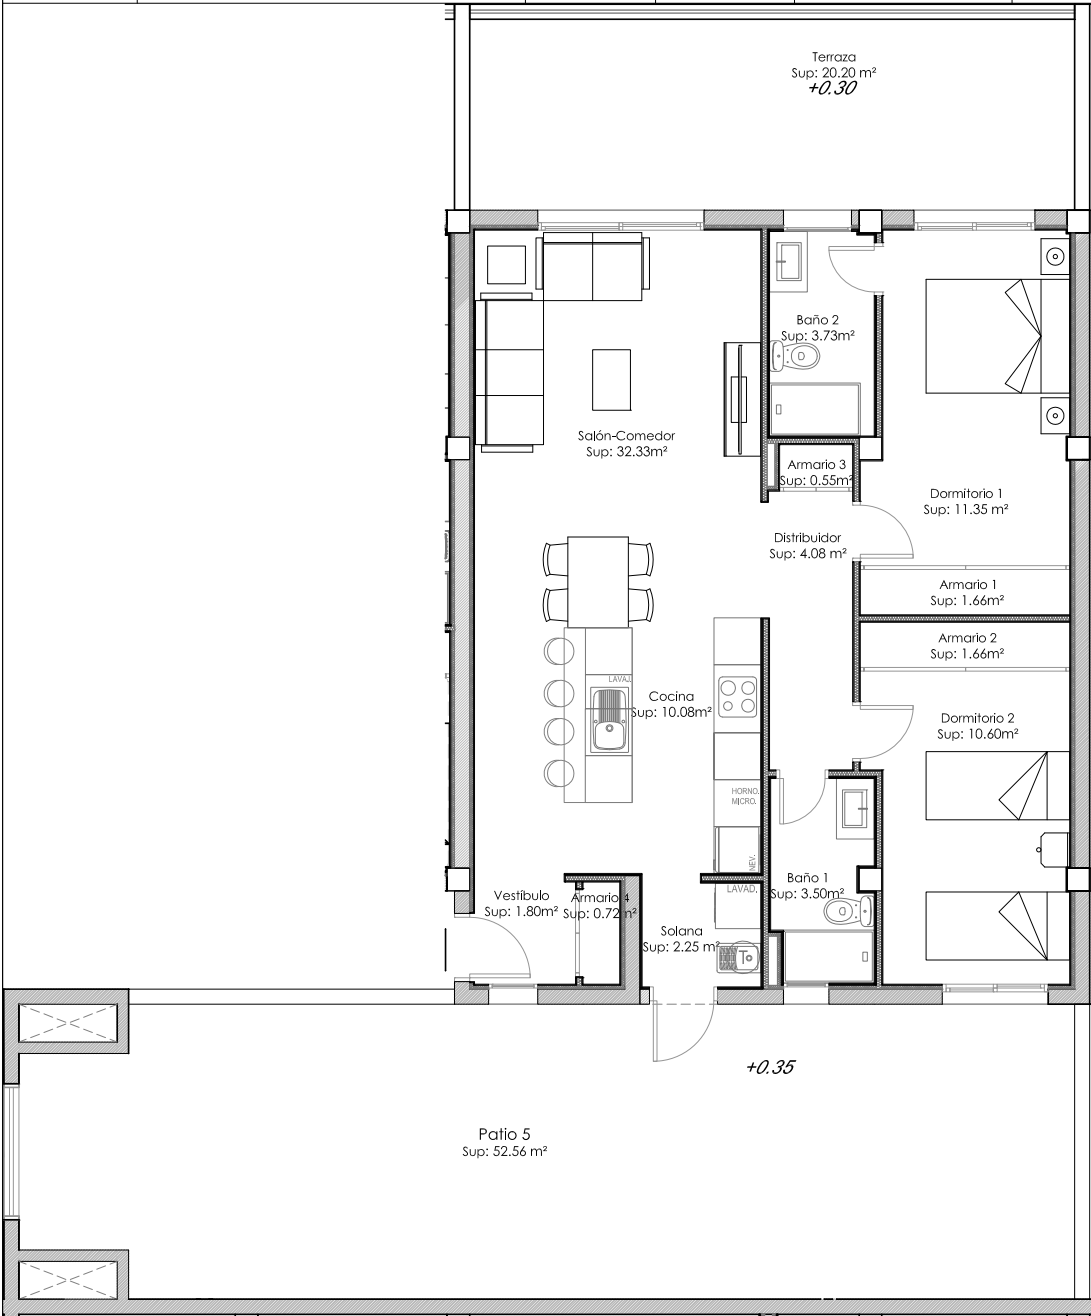 Terraza
Sup: 20.20 m²
+0.30
Baño 2
Sup: 3.73m²
Salón-Comedor
Sup: 32.33m²
Armario 3
Sup: 0.55m²
Dormitorio 1
Sup: 11.35 m²
Distribuidor
Sup: 4.08 m²
Armario 1
Sup: 1.66m²
Armario 2
Sup: 1.66m²
LAVAJ.
Cocina
Sup: 10.08m²
Dormitorio 2
Sup: 10.60m²
HORNO.
MICRO.
NEV.
Baño 1
Sup: 3.50m²
LAVAD.
Vestíbulo
Sup: 1.80m²
Armario 4
Sup: 0.72m²
Solana
Sup: 2.25 m²
T
+0.35
Patio 5
Sup: 52.56 m²